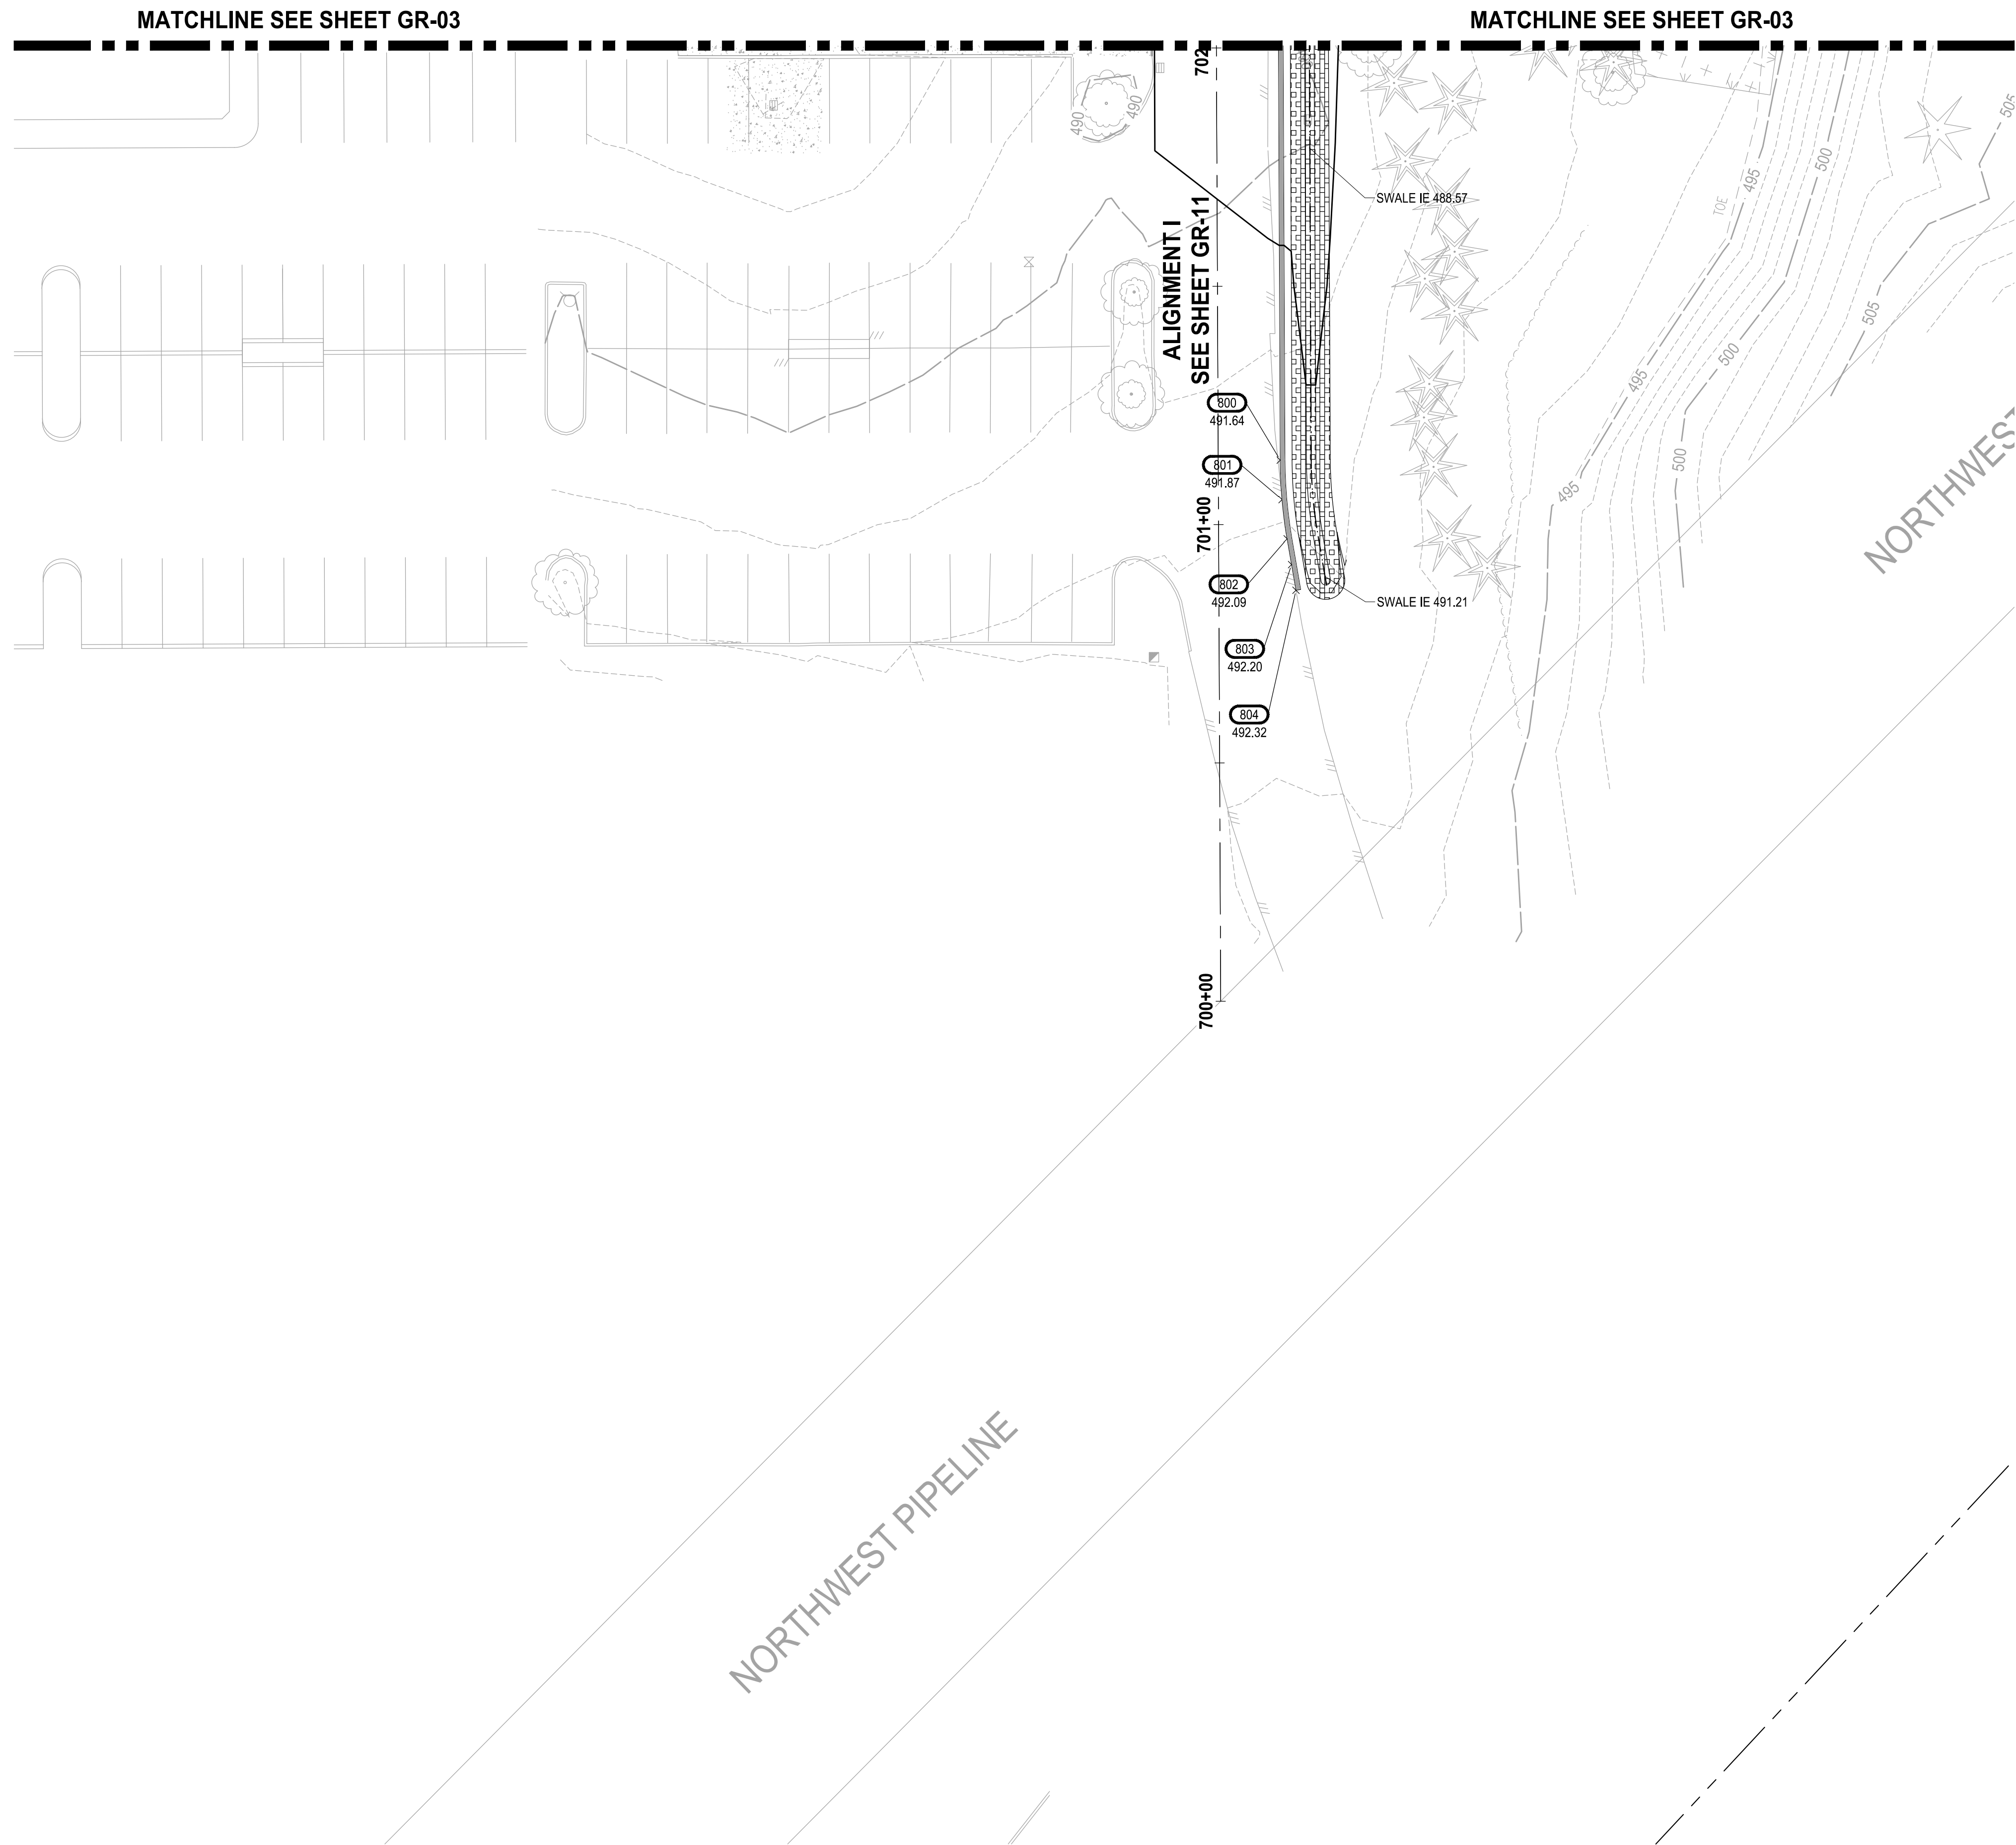 MATCHLINE SEE SHEET GR-03
MATCHLINE SEE SHEET GR-03
702
490
490
495
500
505
TOE
SWALE IE 488.57
ALIGNMENT I
SEE SHEET GR-11
505
500
495
800
491.64
801
491.87
500
495
NORTHWEST
701+00
802
492.09
SWALE IE 491.21
803
492.20
804
492.32
700+00
NORTHWEST PIPELINE